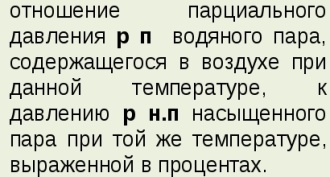 отношение парциального
давления р п водяного пара,
содержащегося в воздухе при
данной температуре, к
давлению р н.п насыщенного
пара при той же температуре,
выраженной в процентах.